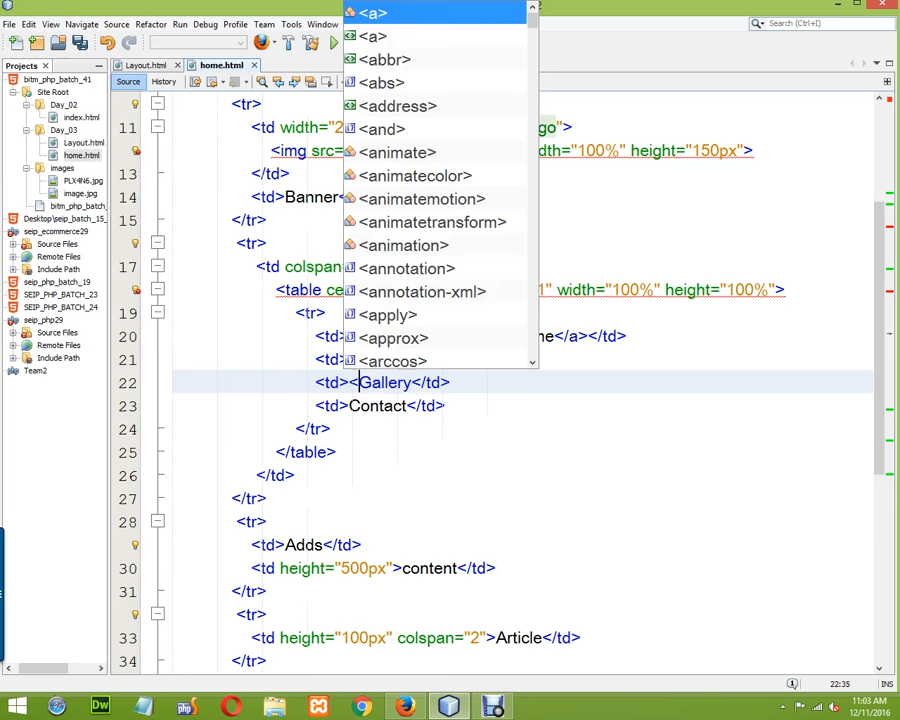 File Edit View Navigate Source Refactor Run Debug Profile Team Tools Window
Search (Ctrl+I)
Projects
Layout.html
home.html
Source History
bitm_php_batch_41
Site Root
Day_02
index.html
Day_03
Layout.html
home.html
images
PLX4N6.jpg
image.jpg
bitm_php_batch_
Desktop\seip_batch_15_
seip_ecommerce29
Source Files
Remote Files
Include Path
seip_php_batch_19
SEIP_PHP_BATCH_23
SEIP_PHP_BATCH_24
seip_php29
Source Files
Remote Files
Include Path
Team2
<a>
<a>
<abbr>
<abs>
<address>
<and>
<animate>
<animatecolor>
<animatemotion>
<animatetransform>
<animation>
<annotation>
<annotation-xml>
<apply>
<approx>
<arccos>
<tr>
11 <td width="2 go">
<img src= dth="100%" height="150px">
13 </td>
14 <td>Banner<
15 </tr>
<tr>
17 <td colspan
<table ce 1" width="100%" height="100%">
19 <tr>
20 <td> me</a></td>
21 <td>
22 <td><Gallery</td>
23 <td>Contact</td>
24 </tr>
25 </table>
26 </td>
27 </tr>
28 <tr>
<td>Adds</td>
30 <td height="500px">content</td>
31 </tr>
<tr>
33 <td height="100px" colspan="2">Article</td>
34 </tr>
22:35 INS
Dw
php
11:03 AM
12/11/2016